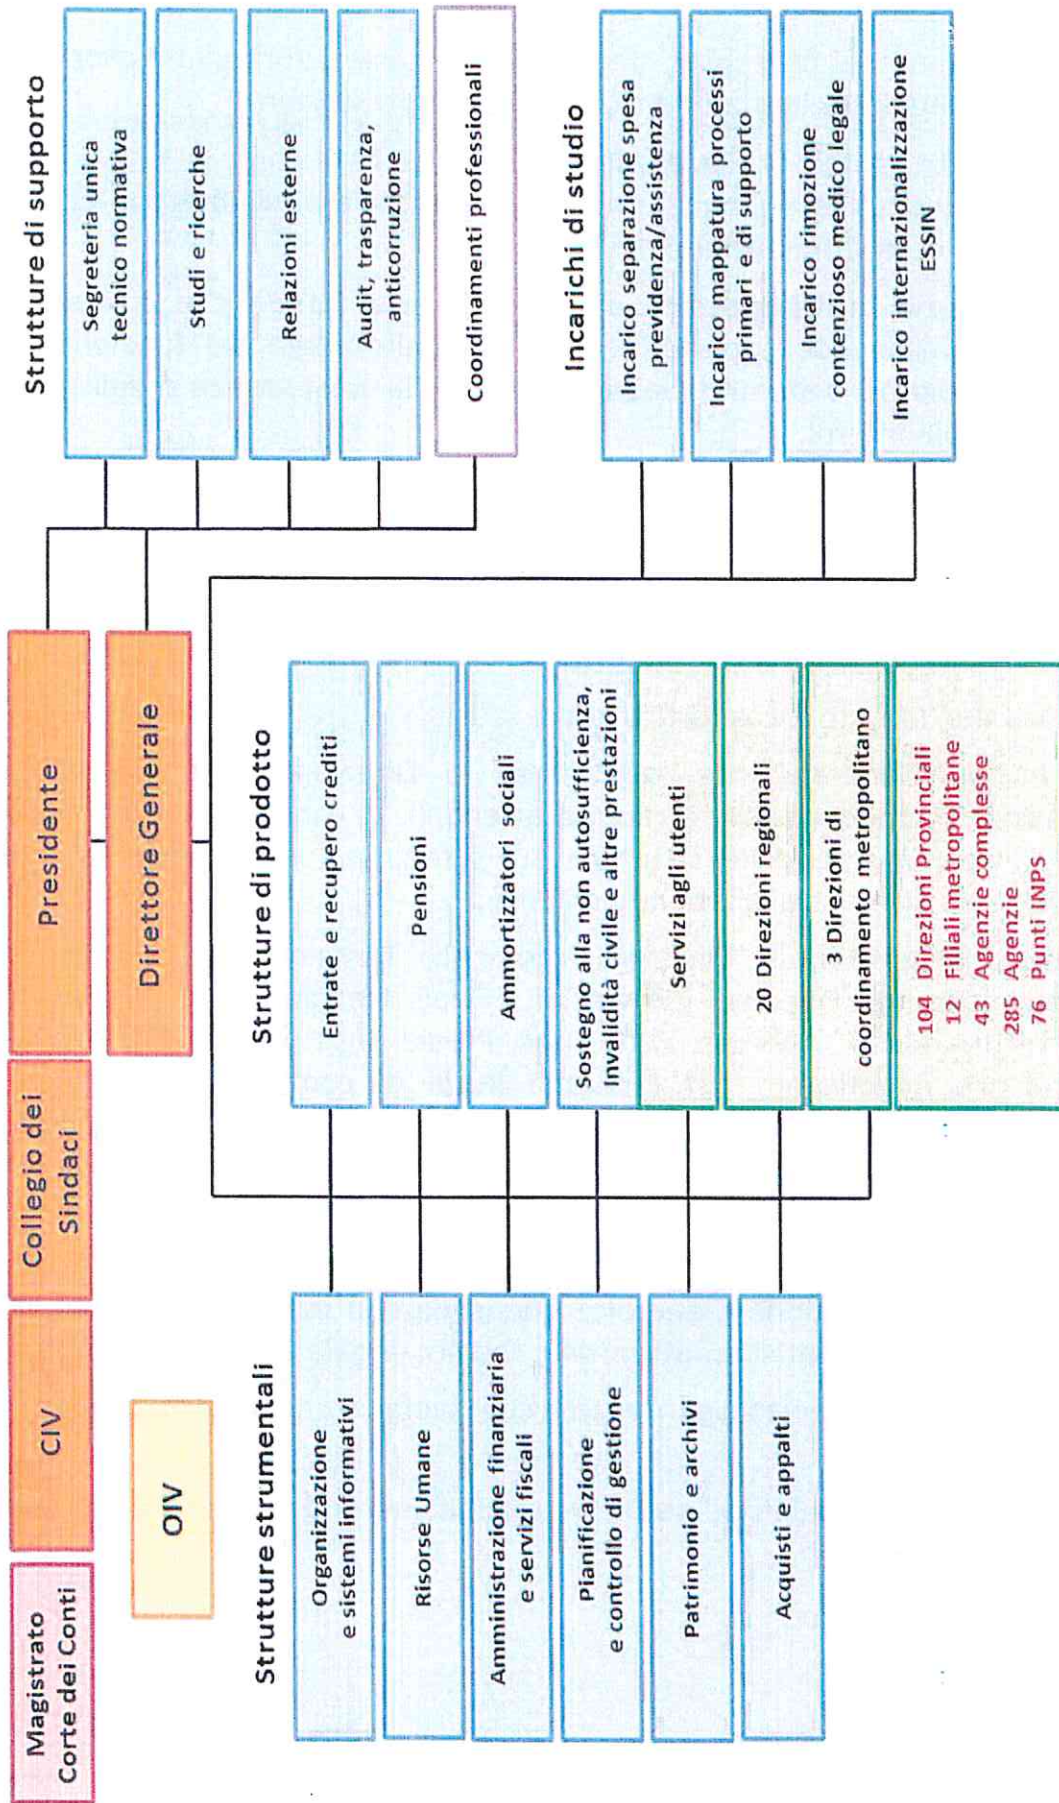 Magistrato
Corte dei Conti
CIV
Collegio dei
Sindaci
Presidente
OIV
Direttore Generale
Strutture di supporto
Segreteria unica
tecnico normativa
Studi e ricerche
Relazioni esterne
Audit, trasparenza,
anticorruzione
Coordinamenti professionali
Strutture strumentali
Organizzazione
e sistemi informativi
Risorse Umane
Amministrazione finanziaria
e servizi fiscali
Pianificazione
e controllo di gestione
Patrimonio e archivi
Acquisti e appalti
Strutture di prodotto
Entrate e recupero crediti
Pensioni
Ammortizzatori sociali
Sostegno alla non autosufficienza,
Invalidità civile e altre prestazioni
Servizi agli utenti
20 Direzioni regionali
3 Direzioni di
coordinamento metropolitano
104 Direzioni Provinciali
12 Filiali metopolitane
43 Agenzie complesse
285 Agenzie
76 Punti INPS
Incarichi di studio
Incarico separazione spesa
previdenza/assistenza
Incarico mappatura processi
primari e di supporto
Incarico rimozione
contenzioso medico legale
Incarico internazionalizzazione
ESSIN